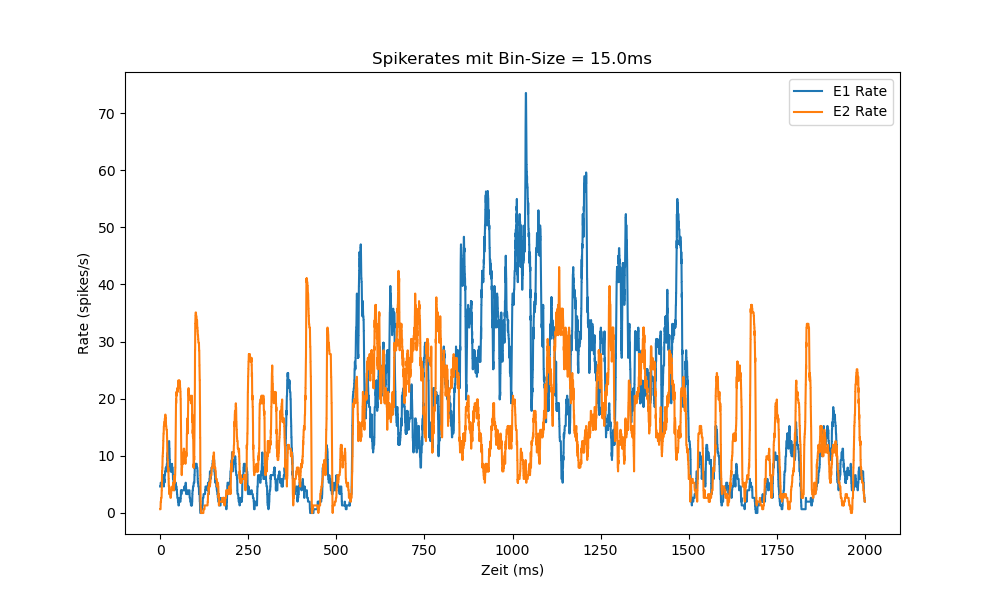 Spikerates mit Bin-Size = 15.0ms
E1 Rate
E2 Rate
Rate (spikes/s)
70
60
50
40
30
20
10
0
0 250 500 750 1000 1250 1500 1750 2000
Zeit (ms)